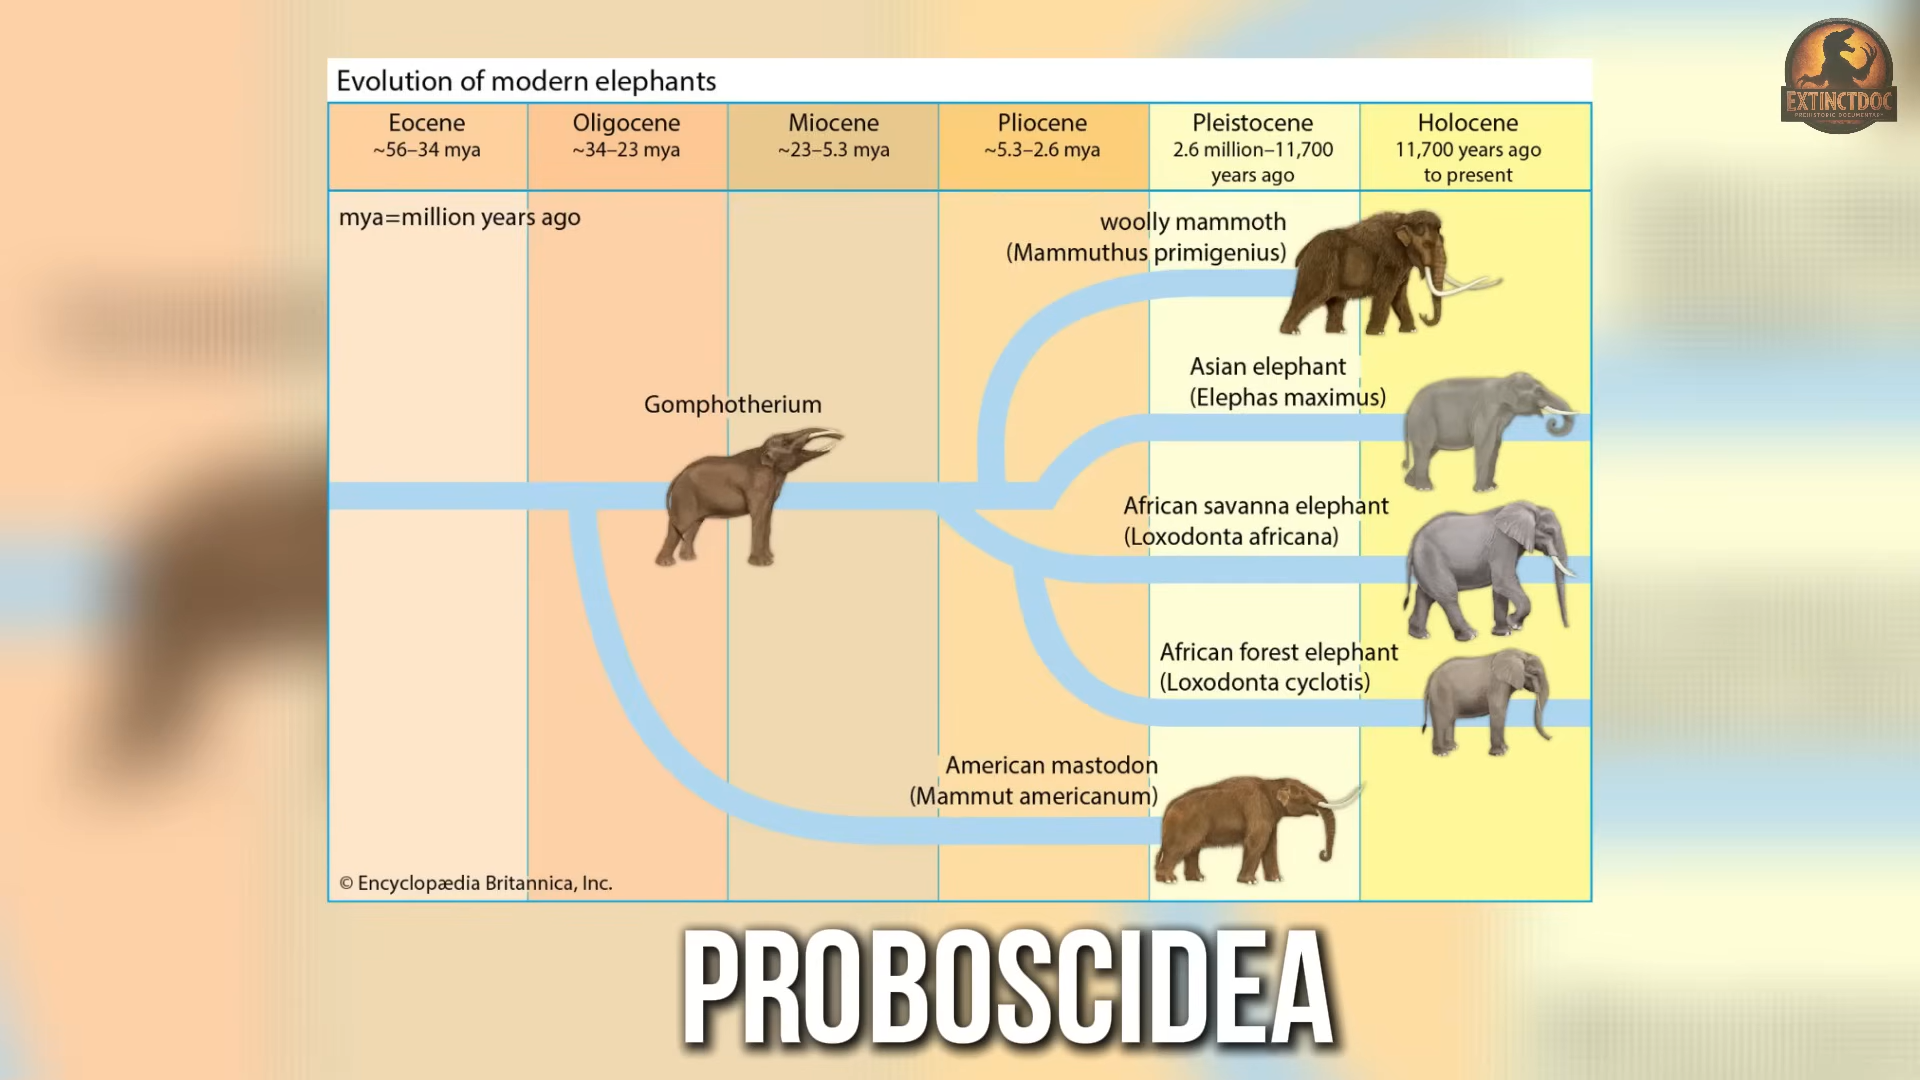 Evolution of modern elephants
Eocene
~56–34 mya
Oligocene
~34–23 mya
Miocene
~23–5.3 mya
Pliocene
~5.3–2.6 mya
Pleistocene
2.6 million–11,700
years ago
Holocene
11,700 years ago
to present
mya=million years ago
woolly mammoth
(Mammuthus primigenius)
Asian elephant
(Elephas maximus)
Gomphotherium
African savanna elephant
(Loxodonta africana)
African forest elephant
(Loxodonta cyclotis)
American mastodon
(Mammut americanum)
© Encyclopædia Britannica, Inc.
PROBOSCIDEA
EXTINCTDOC
PREHISTORIC DOCUMENTARY